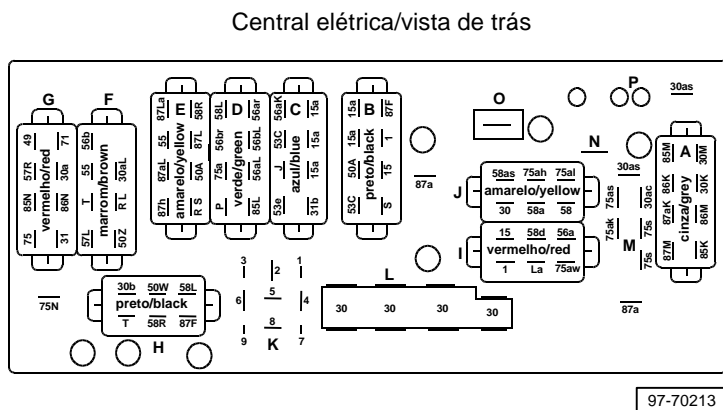 Central elétrica/vista de trás
G
49
71
57R
30a
85N
86N
75
31
vermelho/red
F
56b
55
30aL
T
R L
57L
50Z
marrom/brown
E
87La
58R
55
87L
87aL
50A
87h
R S
amarelo/yellow
D
58L
56ar
56br
56bL
75a
56aL
P
85L
verde/green
C
56aK
15a
53C
15a
J
15a
53e
31b
azul/blue
B
15a
87F
15a
1
50A
15
53C
S
preto/black
O
P
30as
N
87a
A
85M
30M
86K
30K
87aK
86M
87M
85K
cinza/grey
J
58as 75ah 75al
amarelo/yellow
30 58a 58
I
15 58d 56a
vermelho/red
1 La 75aw
30as
75as
30ac
75ak
75s
M
75s
87a
75N
30b 50W 58L
preto/black
T 58R 87F
H
3
2
1
6
5
4
9
8
7
K
L
30 30 30 30
97-70213